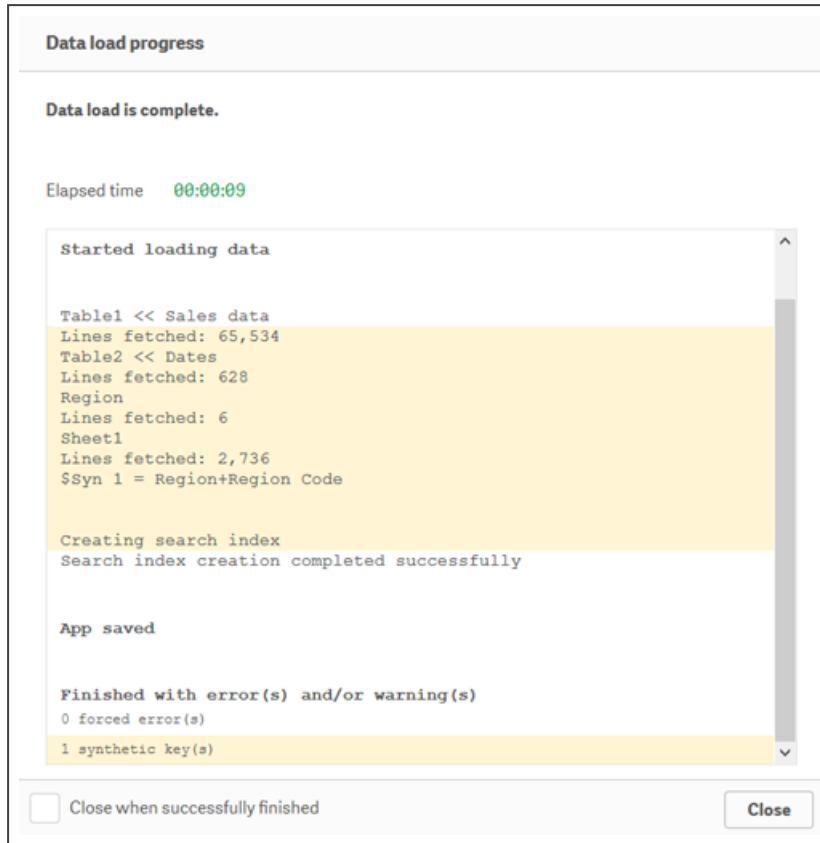 Data load progress
Data load is complete.
Elapsed time 00:00:09
Started loading data
Table1 << Sales data
Lines fetched: 65,534
Table2 << Dates
Lines fetched: 628
Region
Lines fetched: 6
Sheet1
Lines fetched: 2,736
$Syn 1 = Region+Region Code
Creating search index
Search index creation completed successfully
App saved
Finished with error(s) and/or warning(s)
0 forced error(s)
1 synthetic key(s)
Close when successfully finished
Close